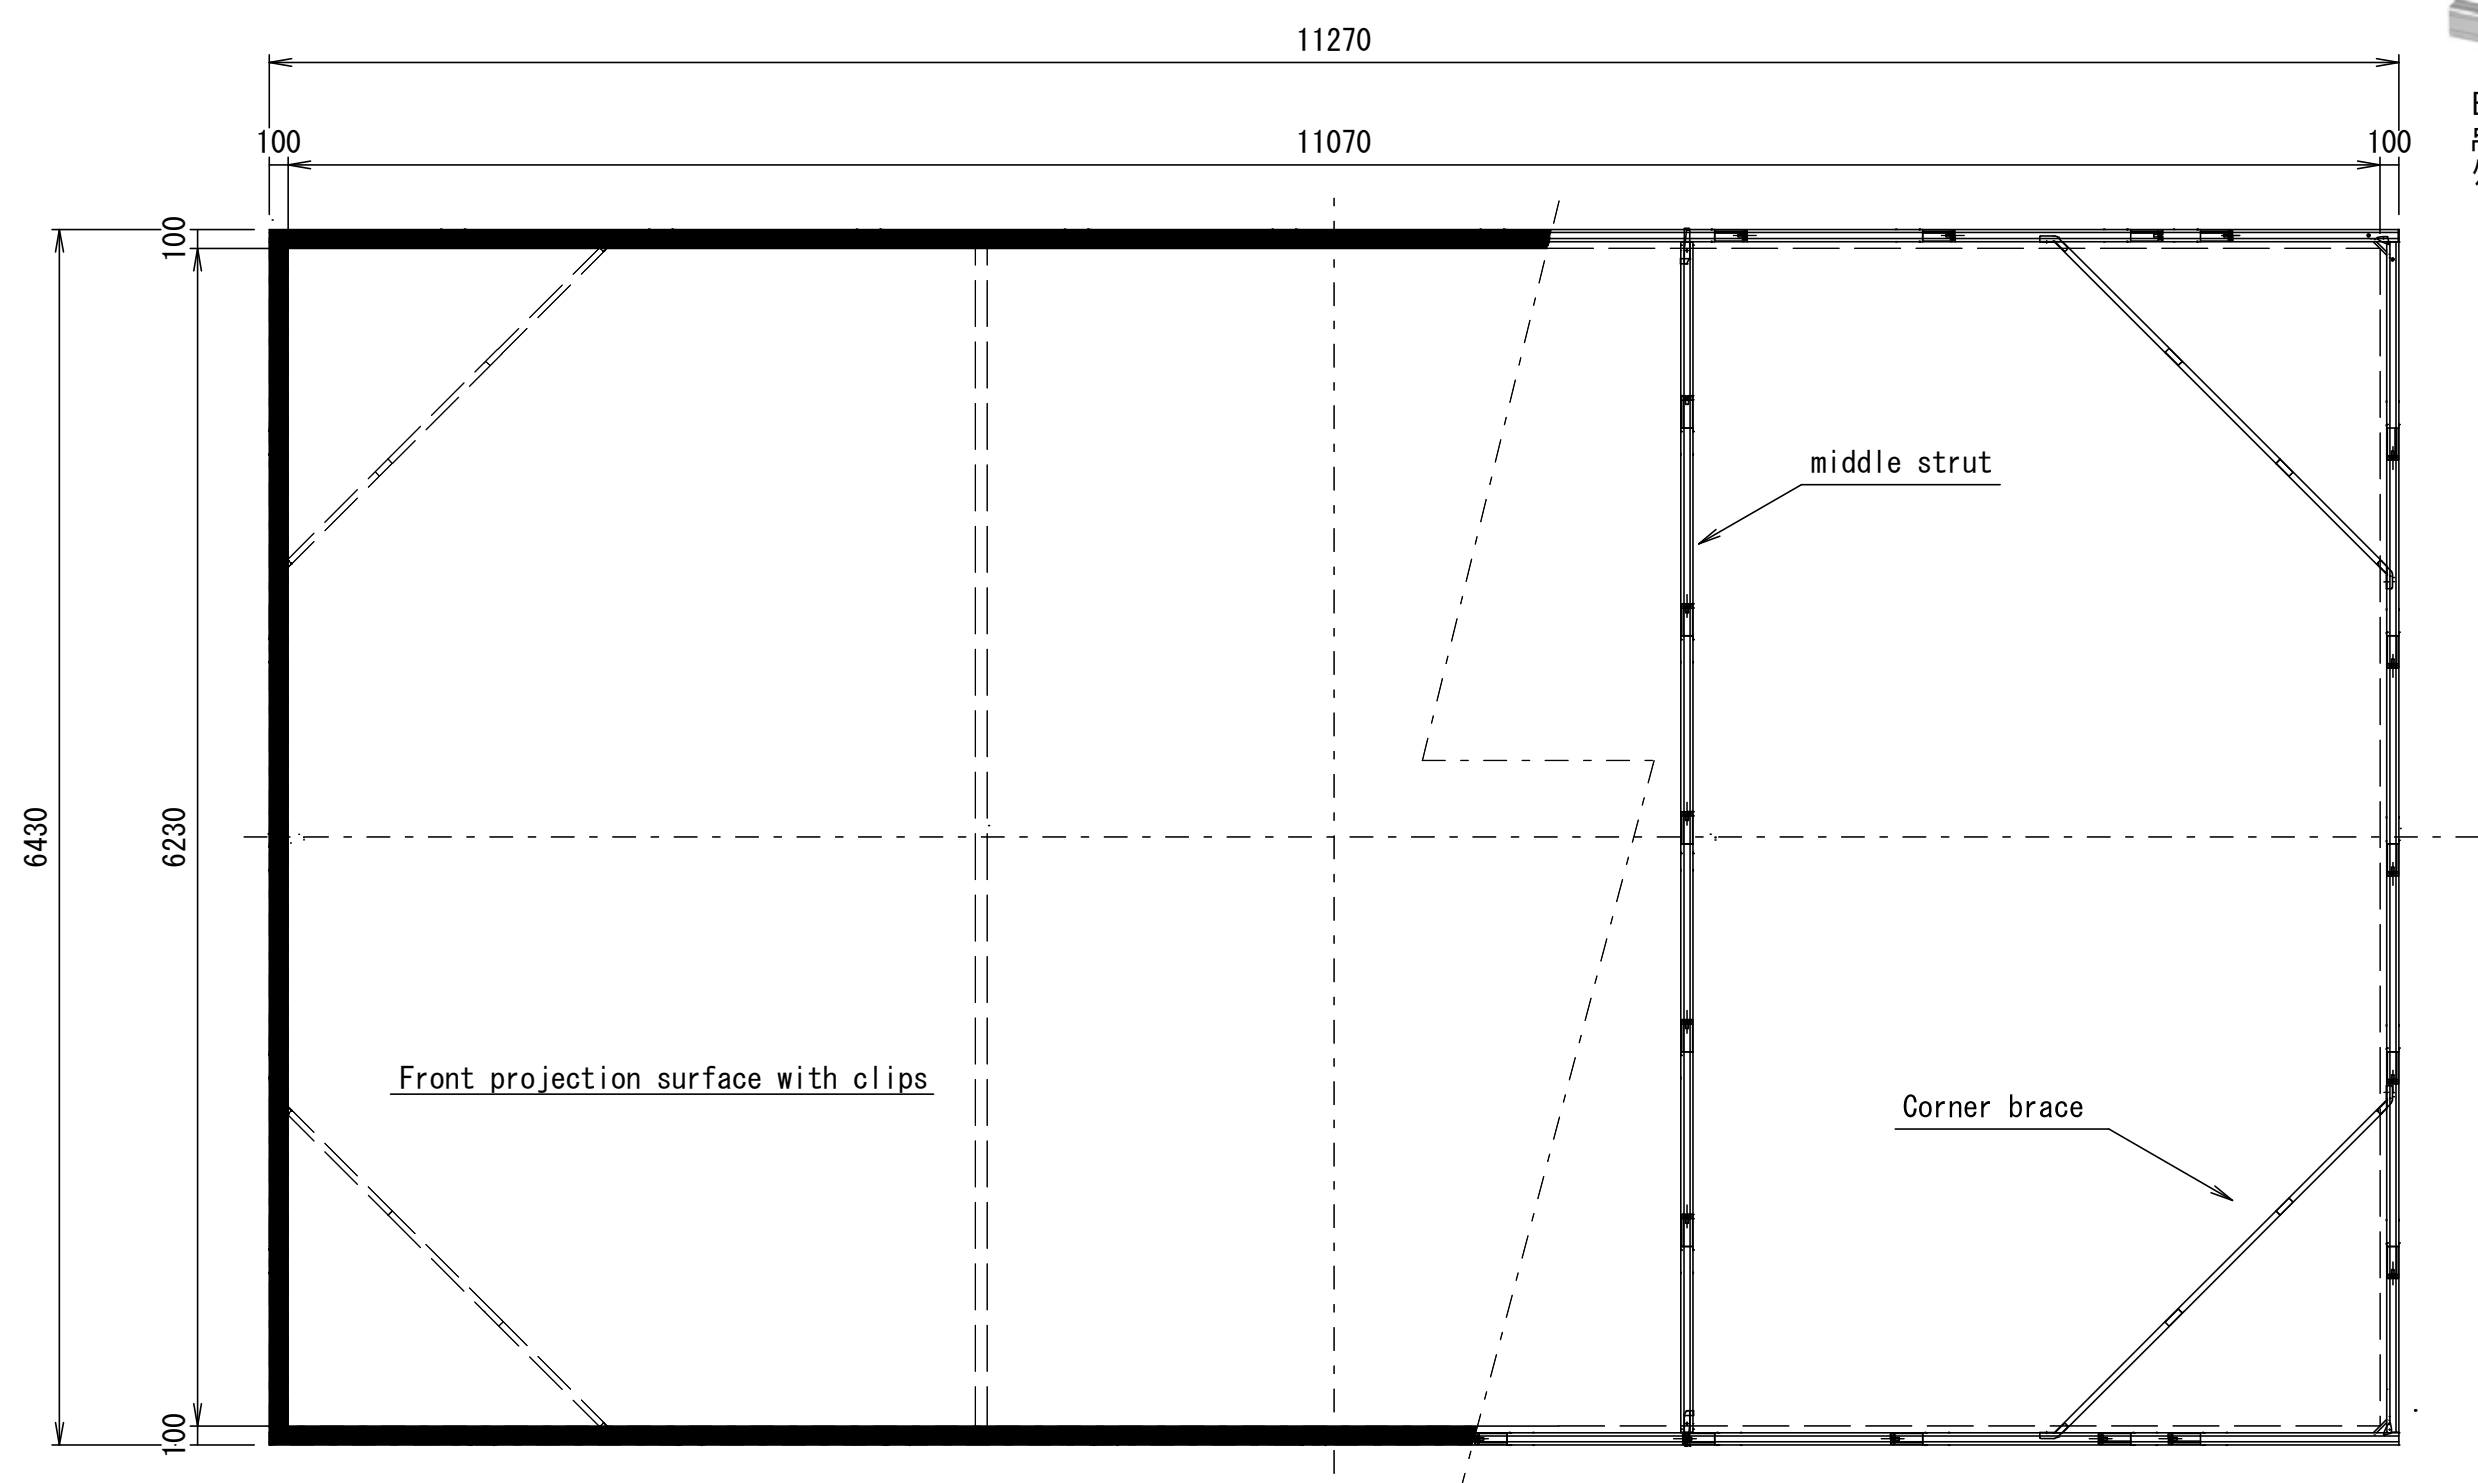 11270
100
11070
100
100
middle strut
6430
6230
Front projection surface with clips
Corner brace
100